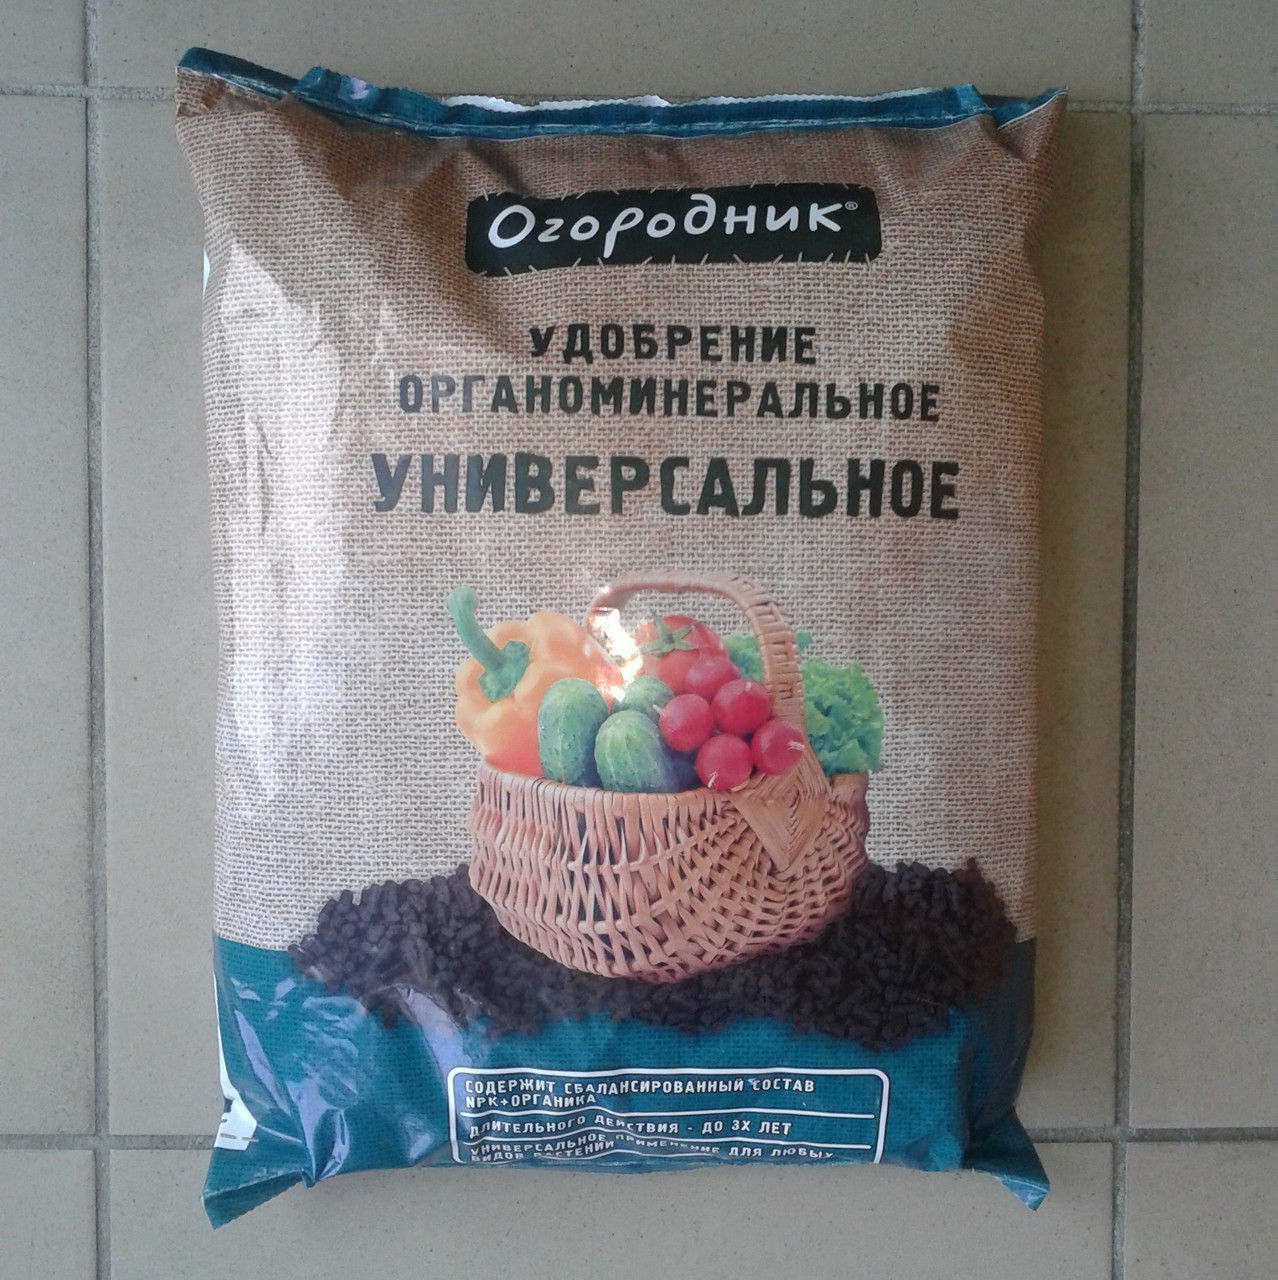 Огородник®
УДОБРЕНИЕ
ОРГАНОМИНЕРАЛЬНОЕ
УНИВЕРСАЛЬНОЕ
СОДЕРЖИТ СБАЛАНСИРОВАННЫЙ СОСТАВ
NPK+ОРГАНИКА
ДЛИТЕЛЬНОГО ДЕЙСТВИЯ - ДО 3Х ЛЕТ
УНИВЕРСАЛЬНОЕ ПРИМЕНЕНИЕ ДЛЯ ЛЮБЫХ
ВИДОВ РАСТЕНИЙ